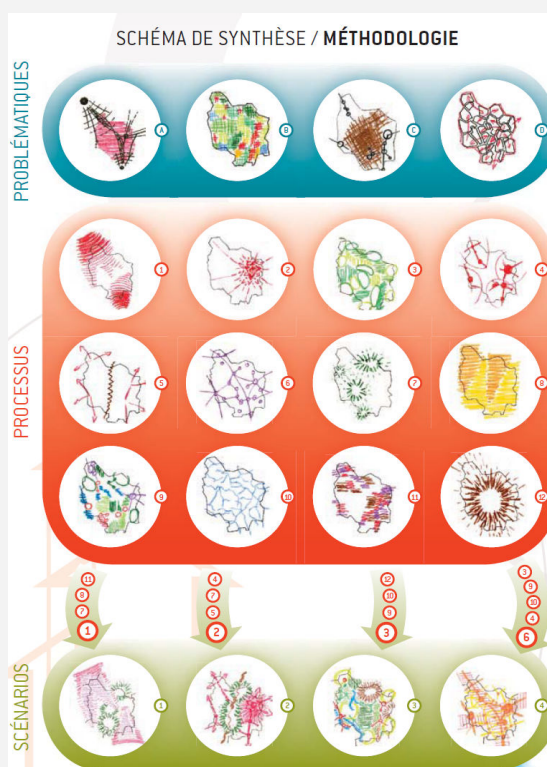 SCHÉMA DE SYNTHÈSE / MÉTHODOLOGIE
PROBLÉMATIQUES
A B C D
PROCESSUS
1 2 3 4
5 6 7 8
9 10 11 12
11
8
7
1
4
7
5
2
12
10
9
3
3
9
10
4
6
SCÉNARIOS
1 2 3 4